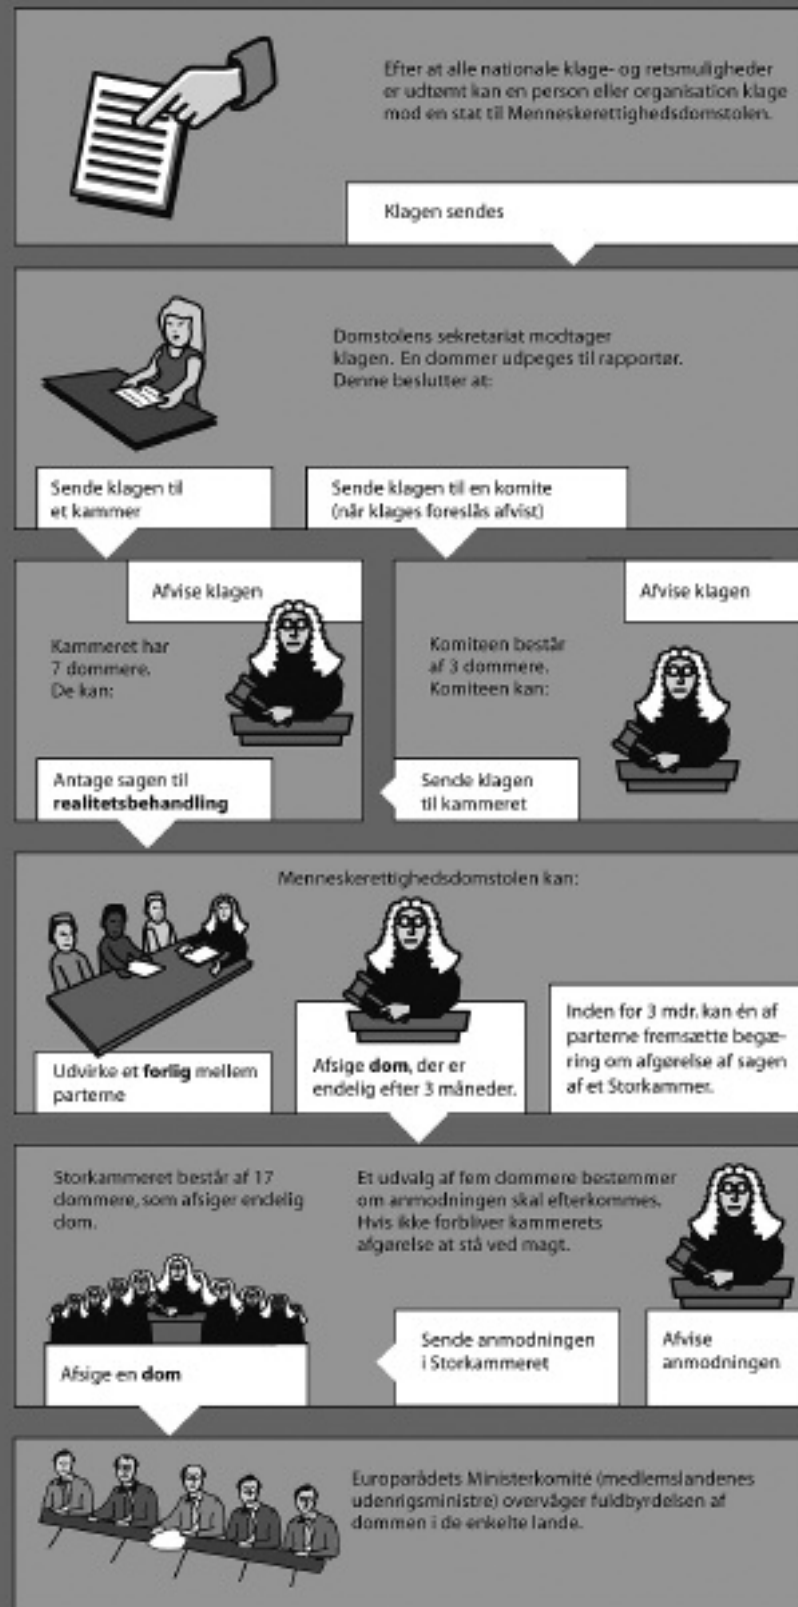 Efter at alle nationale klage- og retsmuligheder
er udtømt kan en person eller organisation klage
mod en stat til Menneskerettighedsdomstolen.
Klagen sendes
Domstolens sekretariat modtager
klagen. En dommer udpeges til rapportør.
Denne beslutter at:
Sende klagen til
et kammer
Sende klagen til en komite
(når klages foreslås afvist)
Afvise klagen
Kammeret har
7 dommere.
De kan:
Antage sagen til
realitetsbehandling
Afvise klagen
Komiteen består
af 3 dommere.
Komiteen kan:
Sende klagen
til kammeret
Menneskerettighedsdomstolen kan:
Udvirke et forlig mellem
parterne
Afsige dom, der er
endelig efter 3 måneder.
Inden for 3 mdr. kan én af
parterne fremsætte begæ-
ring om afgørelse af sagen
af et Storkammer.
Storkammeret består af 17
dommere, som afsiger endelig
dom.
Et udvalg af fem dommere bestemmer
om anmodningen skal efterkommes.
Hvis ikke forbliver kammerets
afgørelse at stå ved magt.
Afsige en dom
Sende anmodningen
i Storkammeret
Afvise
anmodningen
Europarådets Ministerkomité (medlemslandenes
udenrigsministre) overvåger fuldbyrdelsen af
dommen i de enkelte lande.